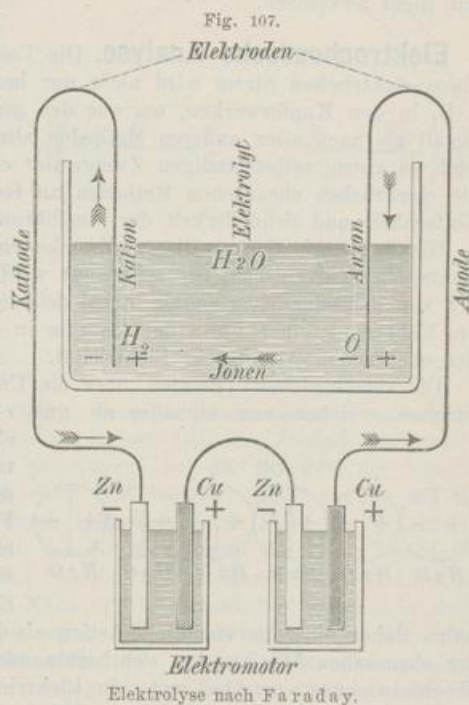 Fig. 107.
Elektroden
Kathode
Kation
Elektrolyt
Anion
Anode
H2O
H2
O
− +
− +
Jonen
Zn
Cu
Zn
Cu
− +
− +
Elektromotor
Elektrolyse nach Faraday.